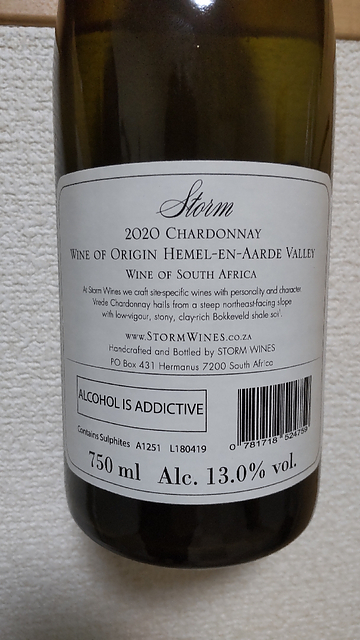 Storm
2020 CHARDONNAY
WINE OF ORIGIN HEMEL-EN-AARDE VALLEY
WINE OF SOUTH AFRICA
At Storm Wines we craft site-specific wines with personality and character.
Vrede Chardonnay hails from a steep northeast-facing slope
with low-vigour, stony, clay-rich Bokkeveld shale soil.
WWW.STORMWINES.CO.ZA
Handcrafted and Bottled by STORM WINES
PO Box 431 Hermanus 7200 South Africa
ALCOHOL IS ADDICTIVE
Contains Sulphites A1251 L180419
0 781718 524759
750 ml Alc. 13.0% vol.